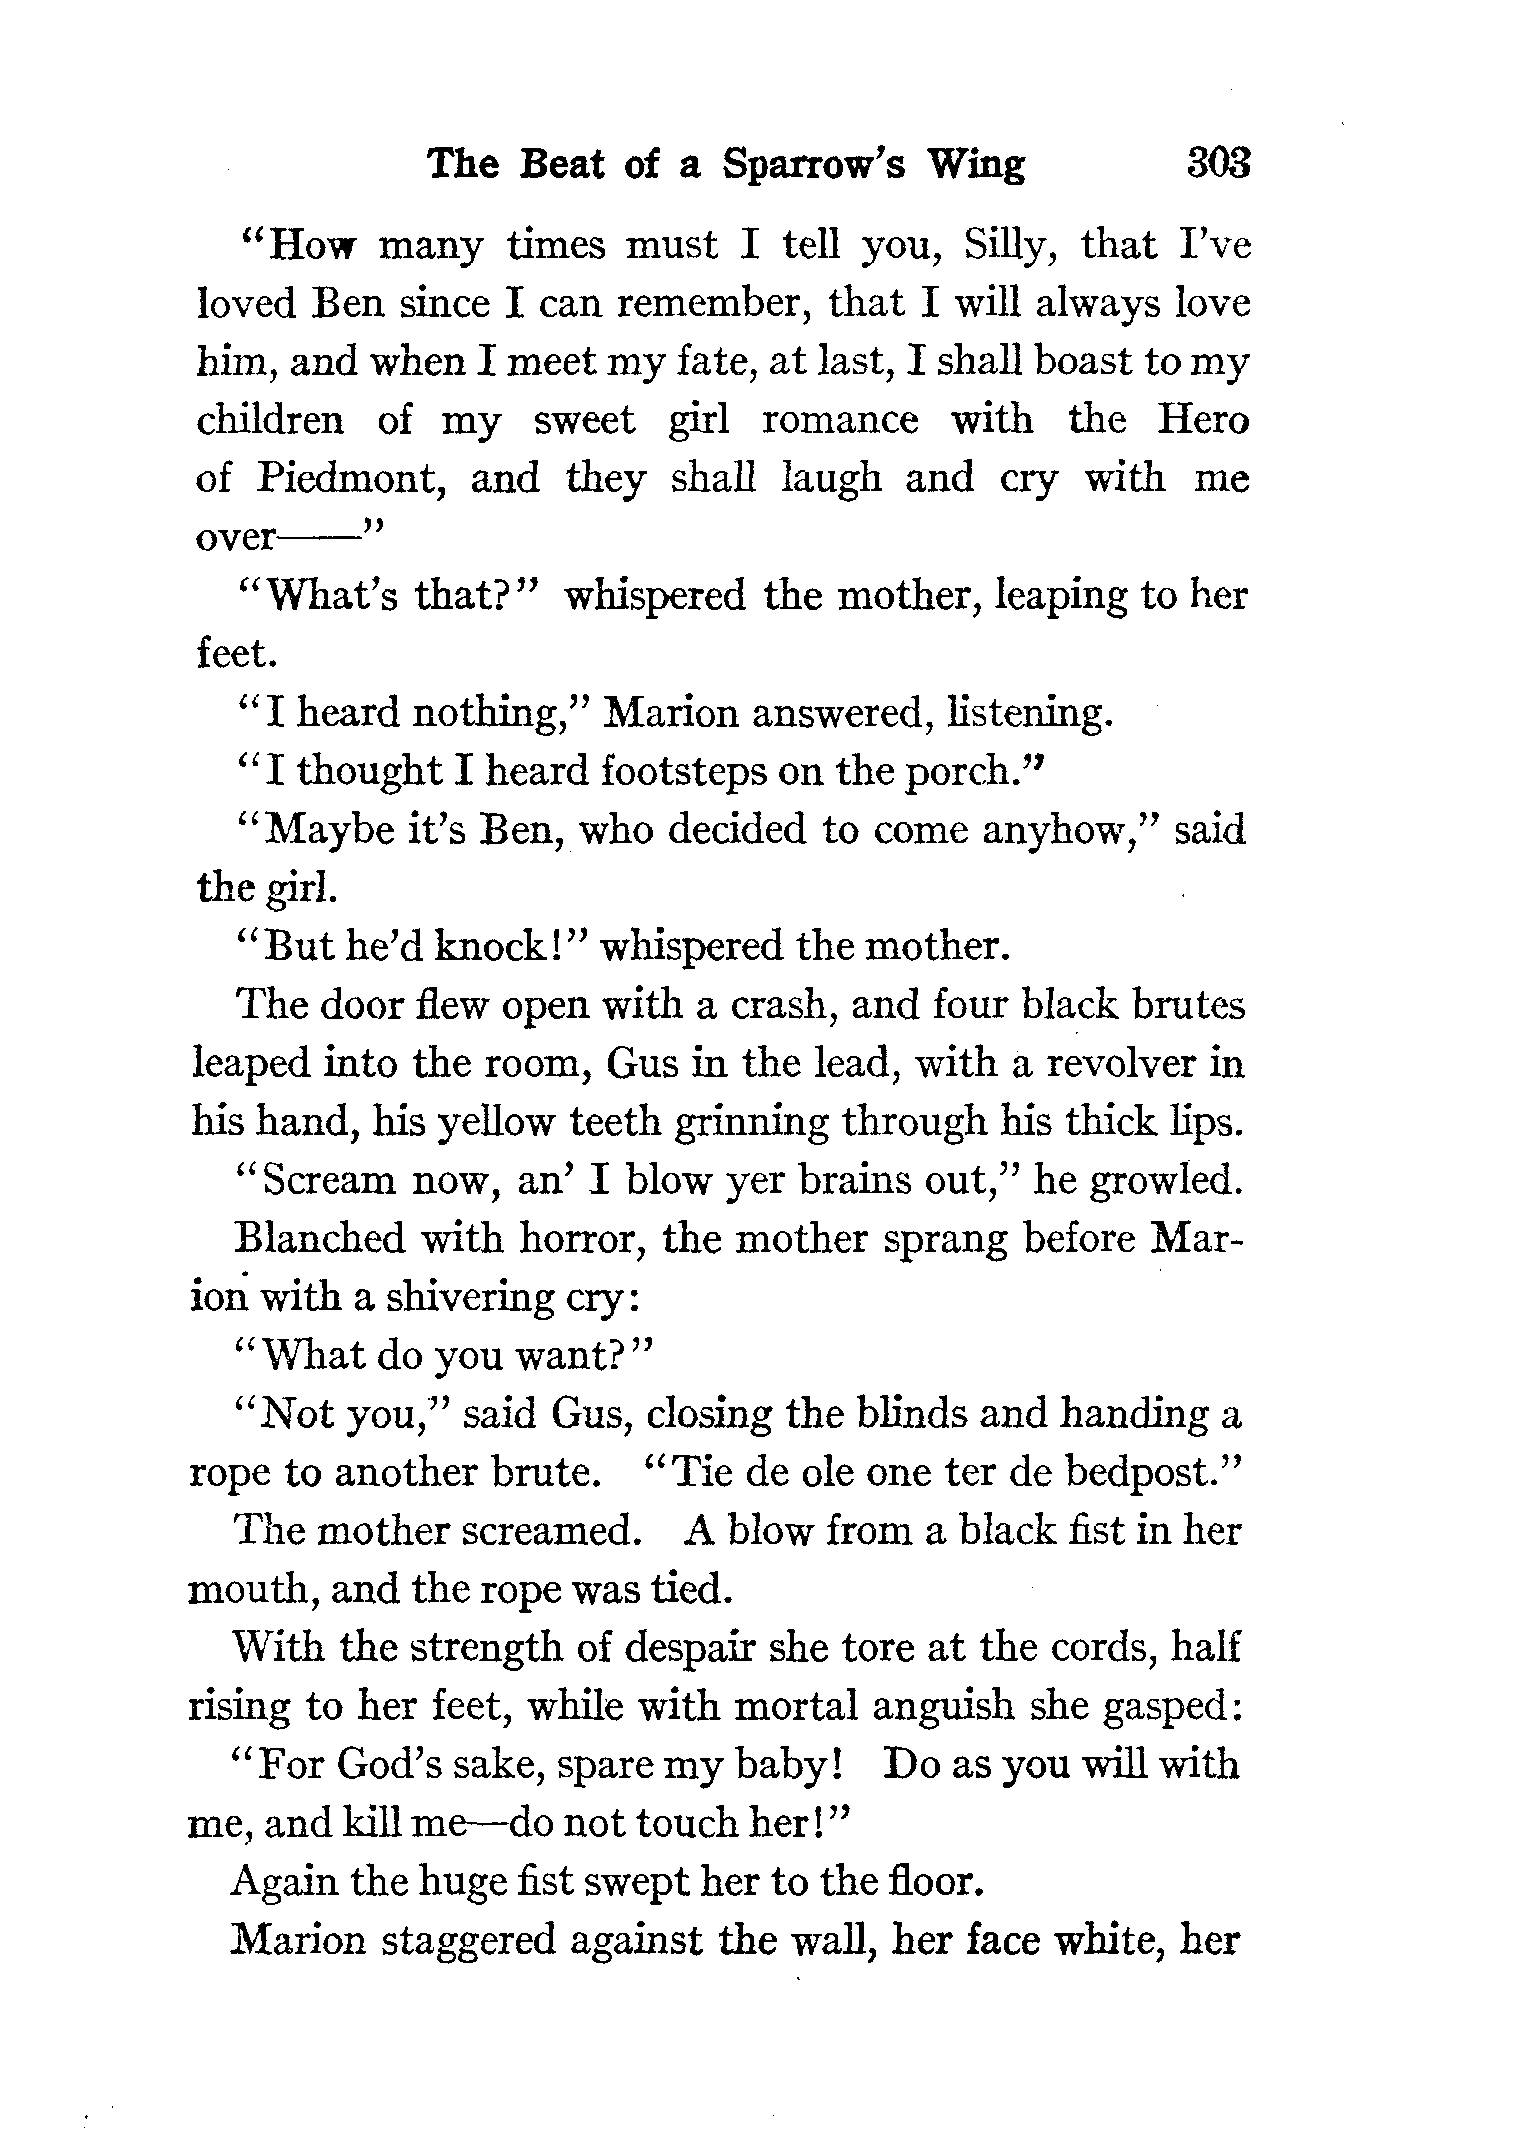 The Beat of a Sparrow's Wing 303
"How many times must I tell you, Silly, that I've
loved Ben since I can remember, that I will always love
him, and when I meet my fate, at last, I shall boast to my
children of my sweet girl romance with the Hero
of Piedmont, and they shall laugh and cry with me
over——"
"What's that?" whispered the mother, leaping to her
feet.
"I heard nothing," Marion answered, listening.
"I thought I heard footsteps on the porch."
"Maybe it's Ben, who decided to come anyhow," said
the girl.
"But he'd knock!" whispered the mother.
The door flew open with a crash, and four black brutes
leaped into the room, Gus in the lead, with a revolver in
his hand, his yellow teeth grinning through his thick lips.
"Scream now, an' I blow yer brains out," he growled.
Blanched with horror, the mother sprang before Mar-
ion with a shivering cry:
"What do you want?"
"Not you," said Gus, closing the blinds and handing a
rope to another brute. "Tie de ole one ter de bedpost."
The mother screamed. A blow from a black fist in her
mouth, and the rope was tied.
With the strength of despair she tore at the cords, half
rising to her feet, while with mortal anguish she gasped:
"For God's sake, spare my baby! Do as you will with
me, and kill me—do not touch her!"
Again the huge fist swept her to the floor.
Marion staggered against the wall, her face white, her